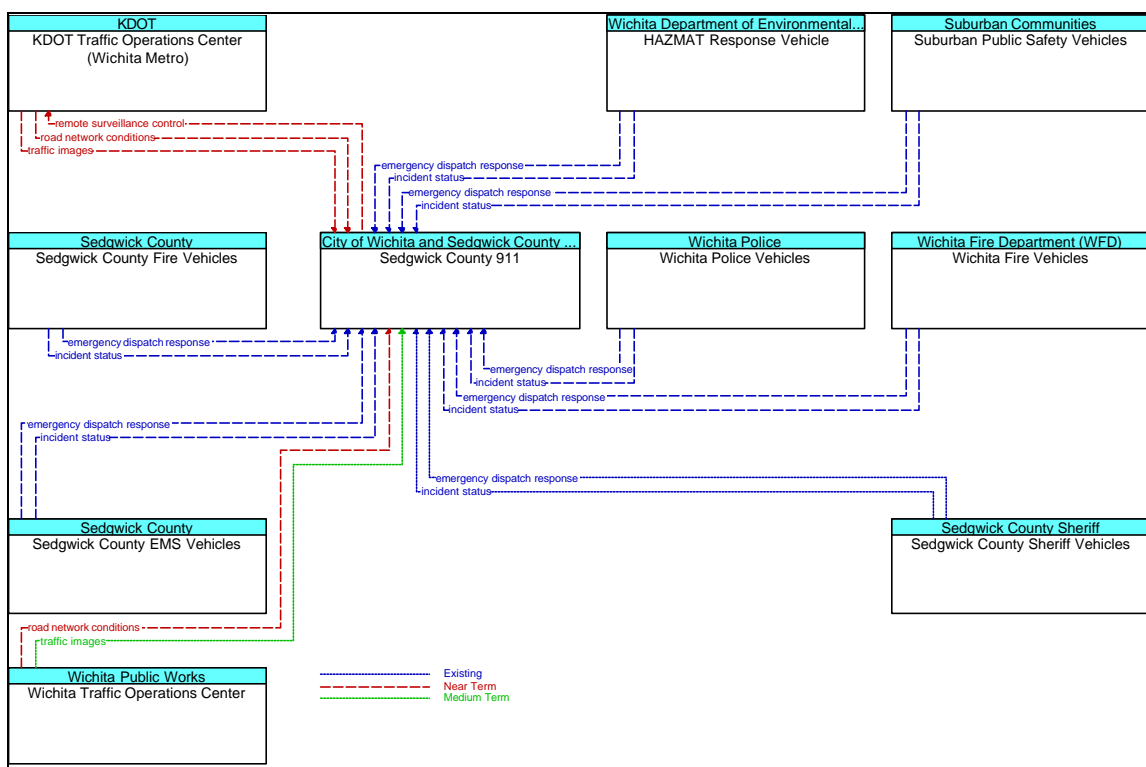 KDOT
KDOT Traffic Operations Center
(Wichita Metro)
Wichita Department of Environmental...
HAZMAT Response Vehicle
Suburban Communities
Suburban Public Safety Vehicles
remote surveillance control
road network conditions
traffic images
emergency dispatch response
incident status
emergency dispatch response
incident status
Sedgwick County
Sedgwick County Fire Vehicles
City of Wichita and Sedgwick County ...
Sedgwick County 911
Wichita Police
Wichita Police Vehicles
Wichita Fire Department (WFD)
Wichita Fire Vehicles
emergency dispatch response
incident status
emergency dispatch response
incident status
emergency dispatch response
incident status
emergency dispatch response
incident status
emergency dispatch response
incident status
Sedgwick County
Sedgwick County EMS Vehicles
Sedgwick County Sheriff
Sedgwick County Sheriff Vehicles
road network conditions
traffic images
Wichita Public Works
Wichita Traffic Operations Center
Existing
Near Term
Medium Term